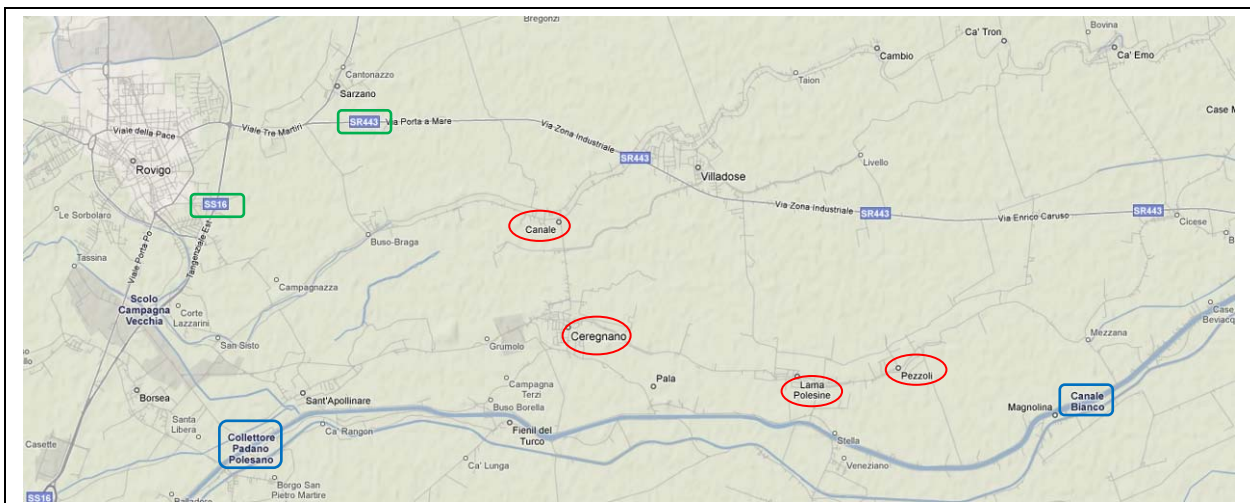 Bregonzi
Bovina
Ca' Tron
Ca' Emo
Cambio
Cantonazzo
Taion
Sarzano
Case M
SR443
Via Porta a Mare
Viale della Pace
Viale Tre Martiri
Via Zona Industriale
SR443
Livello
Rovigo
Villadose
SS16
Via Zona Industriale
SR443
Via Enrico Caruso
SR443
Cicese
Le Sorbolaro
Canale
B
Buso-Braga
Tangenziale Est
Viale Porta Po
Tassina
Campagnazza
Scolo
Campagna
Vecchia
Corte
Lazzarini
Case
Beviacq
Ceregnano
Mezzana
San Sisto
Grumolo
Pezzoli
Pala
Lama
Polesine
Campagna
Terzi
Borsea
Sant'Apollinare
Canale
Bianco
Buso Borella
Magnolina
Santa
Libera
Ca' Rangon
Fienil del
Turco
Collettore
Padano
Polesano
Stella
Casette
Ca' Lunga
Veneziano
Borgo San
Pietro Martire
SS16